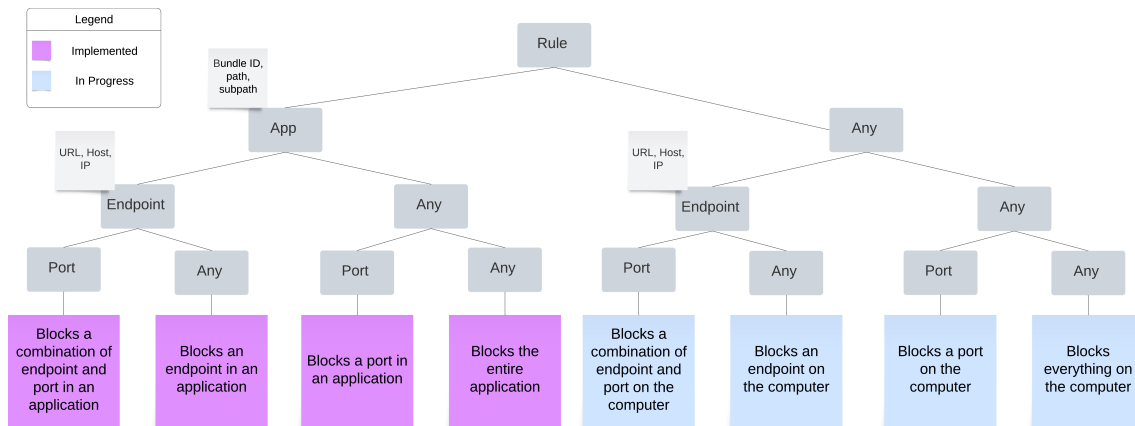 Legend
Implemented
In Progress
Rule
Bundle ID,
path,
subpath
App
Any
URL, Host,
IP
URL, Host,
IP
Endpoint
Any
Endpoint
Any
Port
Any
Port
Any
Port
Any
Port
Any
Blocks a
combination of
endpoint and
port in an
application
Blocks an
endpoint in an
application
Blocks a port in
an application
Blocks the
entire
application
Blocks a
combination of
endpoint and
port on the
computer
Blocks an
endpoint on
the computer
Blocks a port
on the
computer
Blocks
everything on
the computer